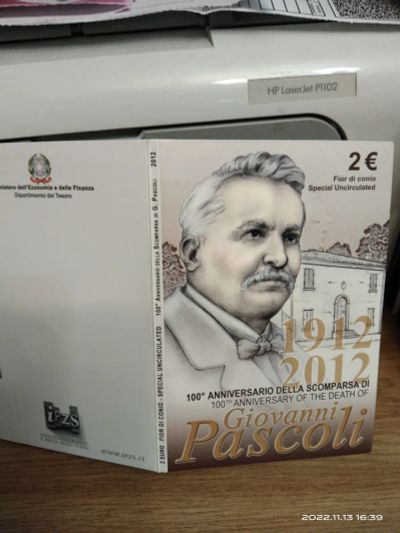 HP LaserJet P1102
Ministero dell'Economia e delle Finanze
Dipartimento del Tesoro
2 EURO FIOR DI CONIO - SPECIAL UNCIRCULATED 100° ANNIVERSARIO DELLA SCOMPARSA DI G. PASCOLI 2012
2 €
Fior di conio
Special Uncirculated
1912
2012
100° ANNIVERSARIO DELLA SCOMPARSA DI
100TH ANNIVERSARY OF THE DEATH OF
Giovanni
Pascoli
IPZS
WWW.IPZS.IT
2022.11.13 16:39